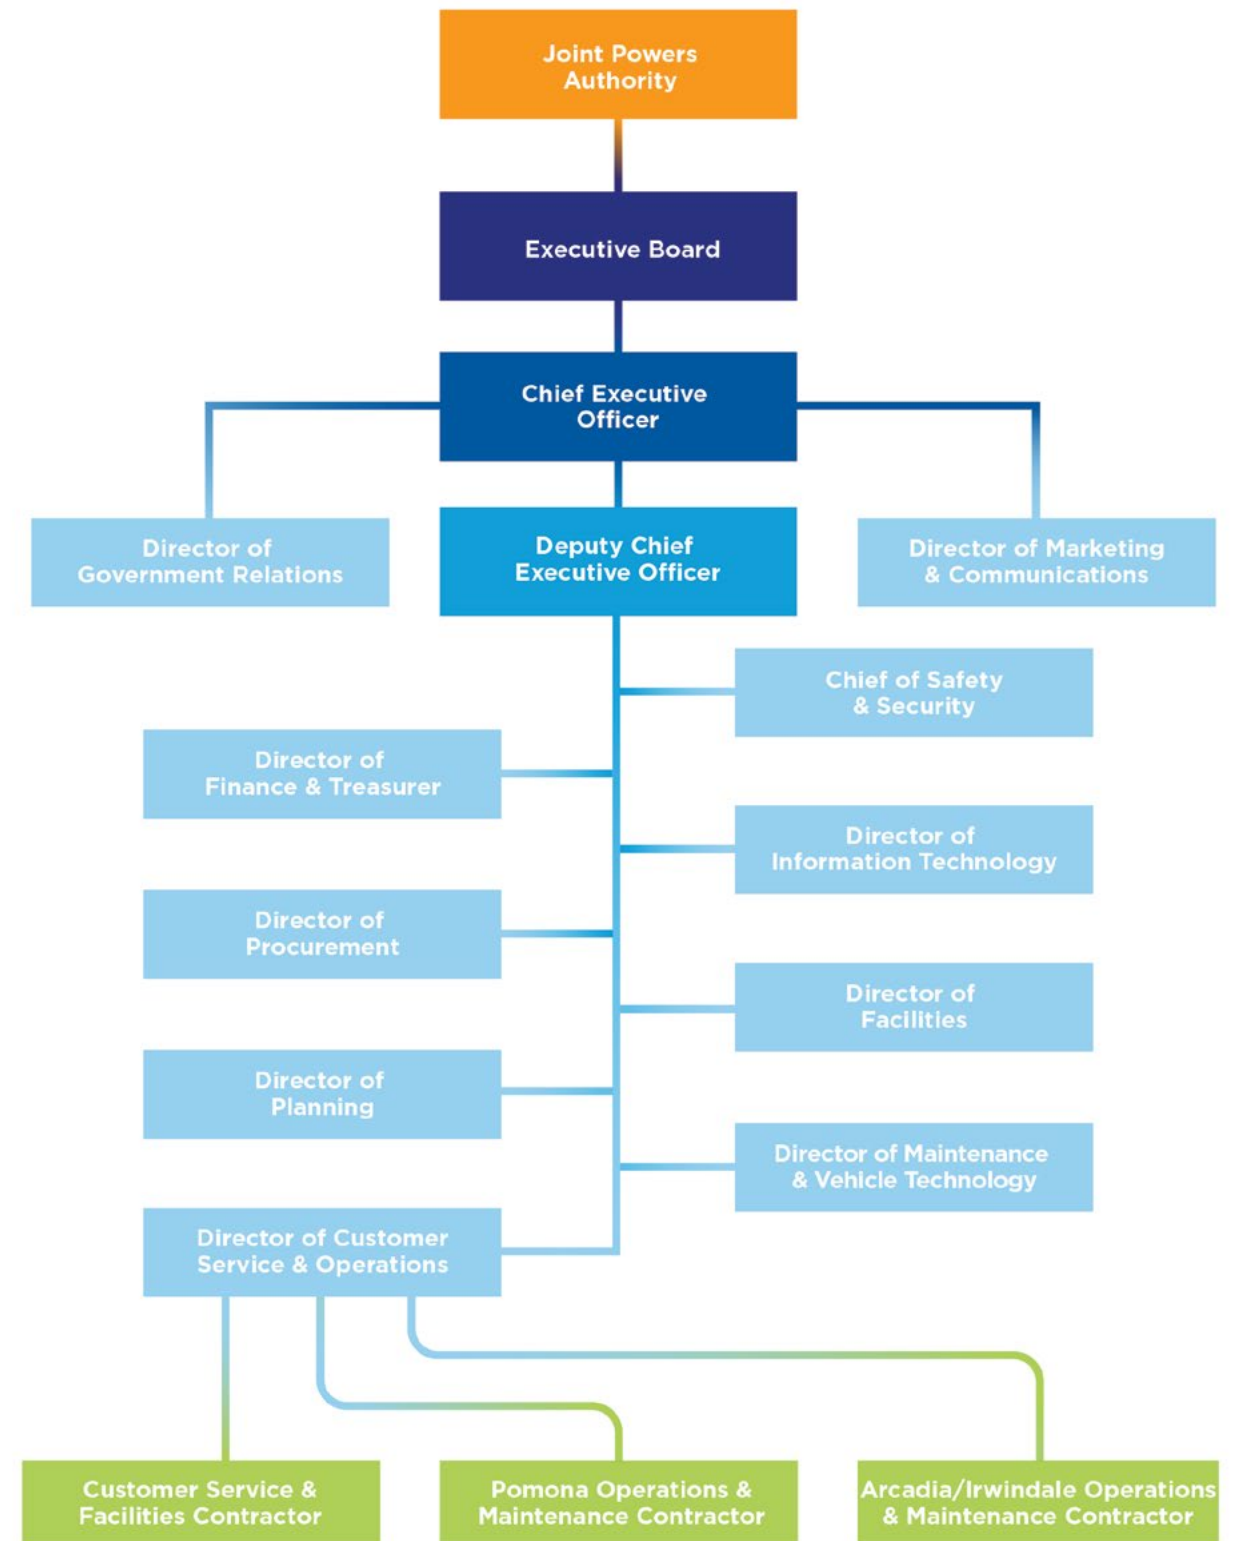 Joint Powers
Authority
Executive Board
Chief Executive
Officer
Director of
Government Relations
Deputy Chief
Executive Officer
Director of Marketing
& Communications
Chief of Safety
& Security
Director of
Finance & Treasurer
Director of
Information Technology
Director of
Procurement
Director of
Facilities
Director of
Planning
Director of Maintenance
& Vehicle Technology
Director of Customer
Service & Operations
Customer Service &
Facilities Contractor
Pomona Operations &
Maintenance Contractor
Arcadia/Irwindale Operations
& Maintenance Contractor